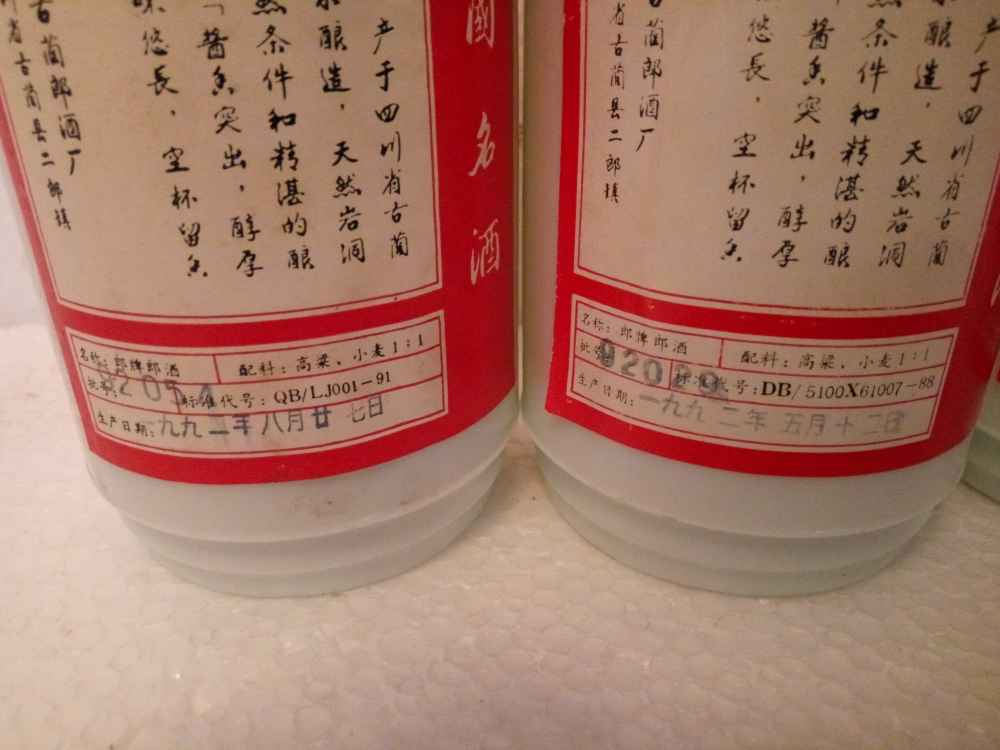 产于四川省古蔺
酿造，天然岩洞
然条件和精湛的酿
「酱香突出，醇厚
味悠長，空杯留香
古蔺郎酒厂
川省古蔺县二郎镇
國名酒
名称：郎牌郎酒 配料：高粱、小麦1：1
标准代号：QB/LJ001-91
生产日期：一九九二年八月廿七日
产于四川省古蔺
酿造，天然岩洞
条件和精湛的酿
酱香突出，醇厚
悠長，空杯留香
古蔺郎酒厂
省古蔺县二郎镇
名称：郎牌郎酒 配料：高粱、小麦1：1
批号 标准代号：DB/5100X61007-88
生产日期：一九九二年五月十二日